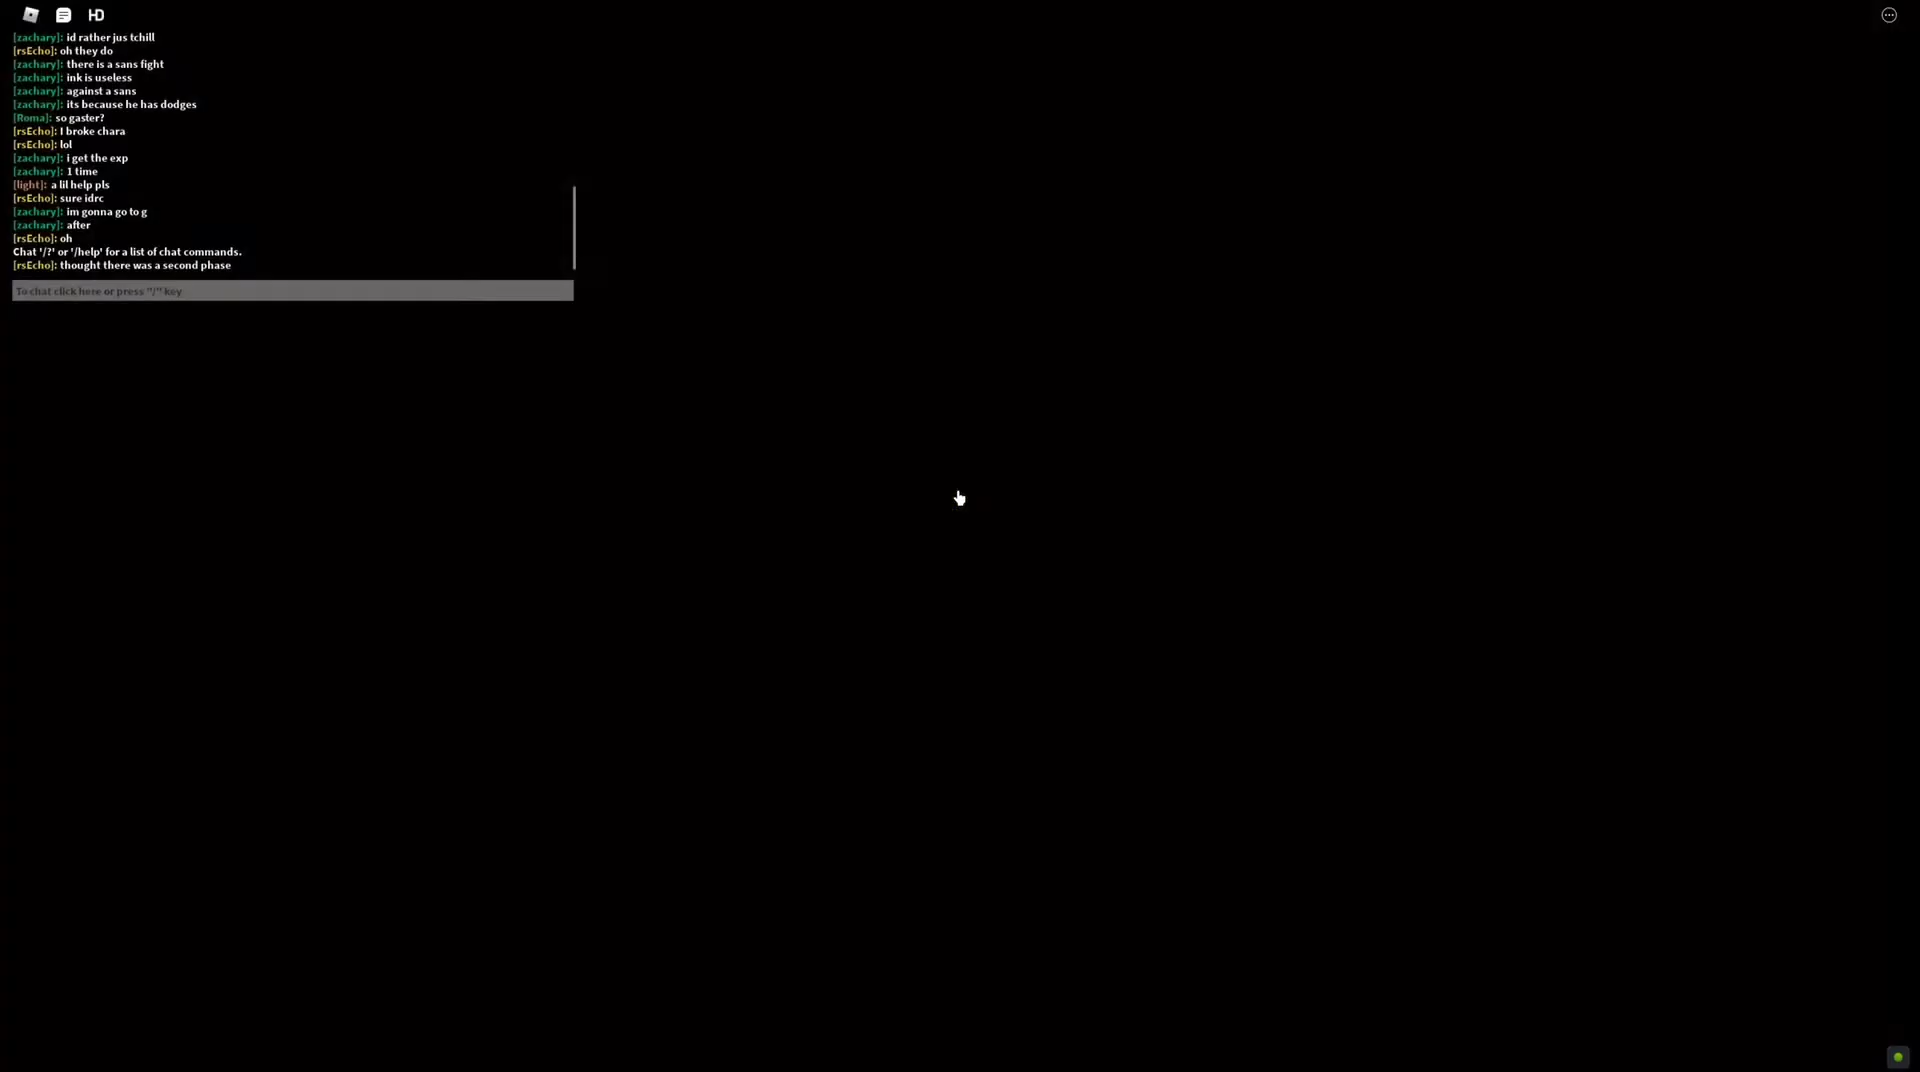 HD
[zachary]: id rather jus tchill
[rsEcho]: oh they do
[zachary]: there is a sans fight
[zachary]: ink is useless
[zachary]: against a sans
[zachary]: its because he has dodges
[Roma]: so gaster?
[rsEcho]: I broke chara
[rsEcho]: lol
[zachary]: i get the exp
[zachary]: 1 time
[light]: a lil help pls
[rsEcho]: sure idrc
[zachary]: im gonna go to g
[zachary]: after
[rsEcho]: oh
Chat '/?' or '/help' for a list of chat commands.
[rsEcho]: thought there was a second phase
To chat click here or press "/" key